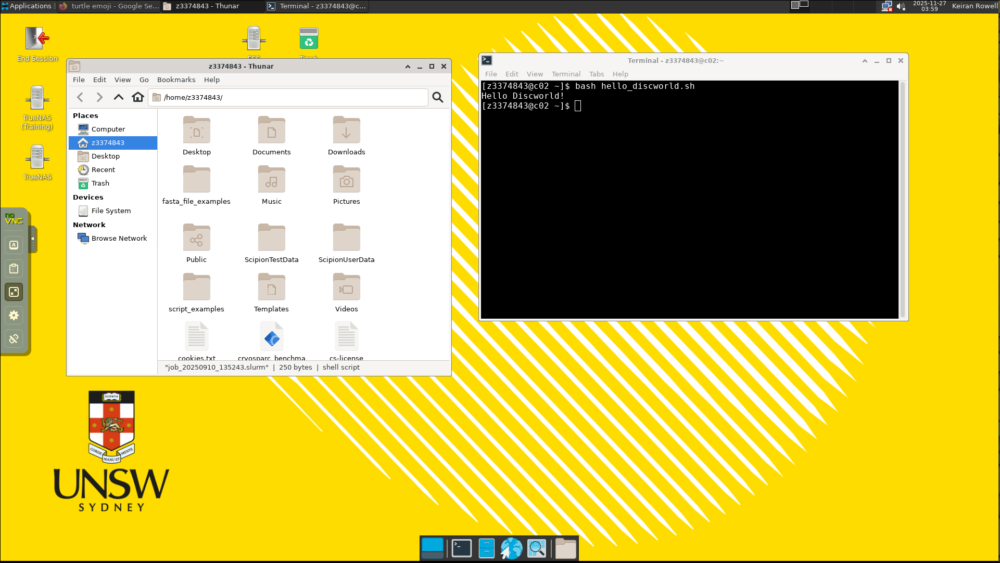 Applications
turtle emoji - Google Se...
z3374843 - Thunar
Terminal - z3374843@c...
2025-11-27
03:59
Keiran Rowell
End Session
ESS
Trash
TrueNAS
(Training)
TrueNAS
no
VNC
z3374843 - Thunar
File Edit View Go Bookmarks Help
/home/z3374843/
Places
Computer
z3374843
Desktop
Recent
Trash
Devices
File System
Network
Browse Network
Desktop Documents Downloads
fasta_file_examples Music Pictures
Public ScipionTestData ScipionUserData
script_examples Templates Videos
cookies.txt cryosparc_benchma cs-license
"job_20250910_135243.slurm" | 250 bytes | shell script
Terminal - z3374843@c02:~
File Edit View Terminal Tabs Help
[z3374843@c02 ~]$ bash hello_discworld.sh
Hello Discworld!
[z3374843@c02 ~]$
SCIENTIA
CORDE MANU ET MENTE
UNSW
SYDNEY